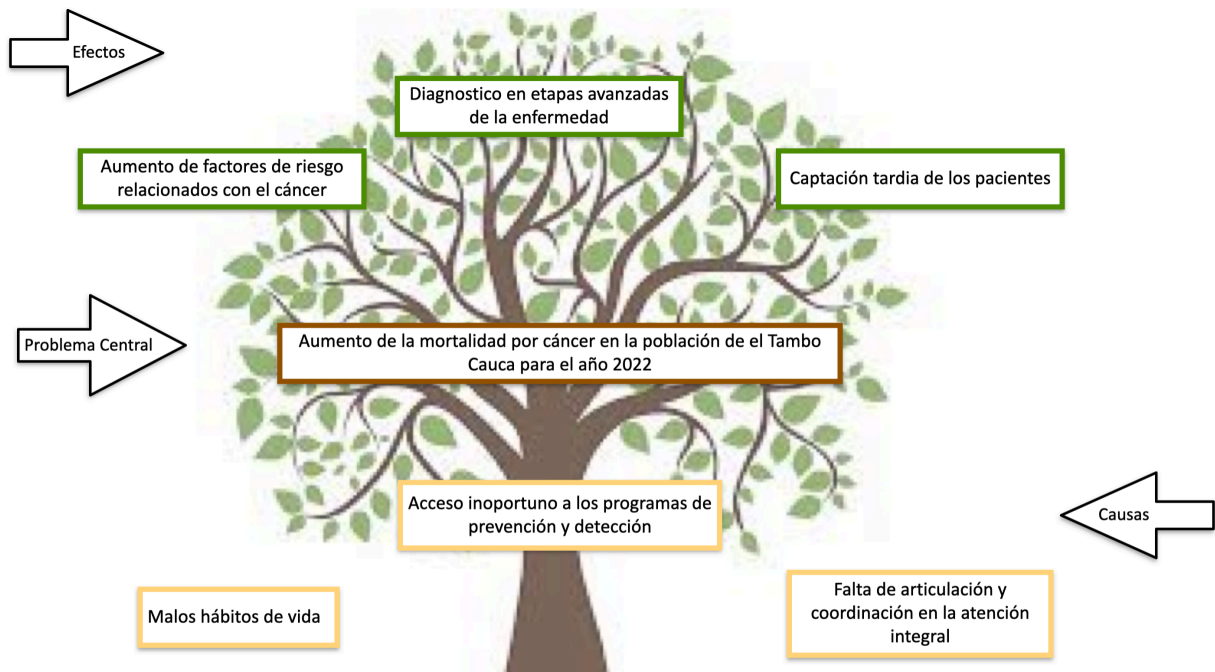 Efectos
Diagnostico en etapas avanzadas
de la enfermedad
Aumento de factores de riesgo
relacionados con el cáncer
Captación tardia de los pacientes
Problema Central
Aumento de la mortalidad por cáncer en la población de el Tambo
Cauca para el año 2022
Acceso inoportuno a los programas de
prevención y detección
Causas
Malos hábitos de vida
Falta de articulación y
coordinación en la atención
integral